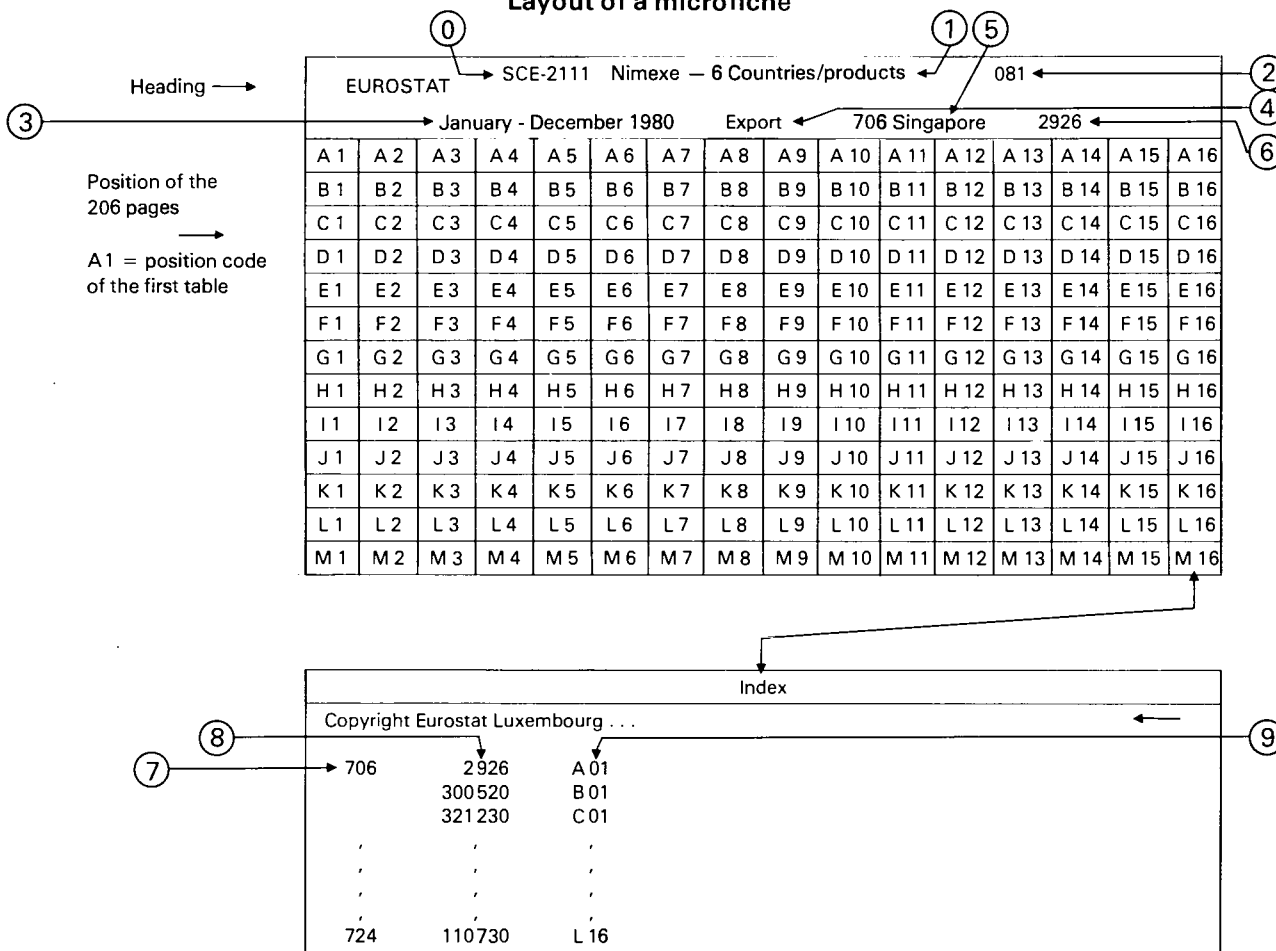 Layout of a microfiche
0 1 5
Heading EUROSTAT SCE-2111 Nimexe — 6 Countries/products 081 2
3 January - December 1980 Export 706 Singapore 2926 4
6
A 1 A 2 A 3 A 4 A 5 A 6 A 7 A 8 A 9 A 10 A 11 A 12 A 13 A 14 A 15 A 16
Position of the
206 pages
B 1 B 2 B 3 B 4 B 5 B 6 B 7 B 8 B 9 B 10 B 11 B 12 B 13 B 14 B 15 B 16
C 1 C 2 C 3 C 4 C 5 C 6 C 7 C 8 C 9 C 10 C 11 C 12 C 13 C 14 C 15 C 16
A 1 = position code
of the first table
D 1 D 2 D 3 D 4 D 5 D 6 D 7 D 8 D 9 D 10 D 11 D 12 D 13 D 14 D 15 D 16
E 1 E 2 E 3 E 4 E 5 E 6 E 7 E 8 E 9 E 10 E 11 E 12 E 13 E 14 E 15 E 16
F 1 F 2 F 3 F 4 F 5 F 6 F 7 F 8 F 9 F 10 F 11 F 12 F 13 F 14 F 15 F 16
G 1 G 2 G 3 G 4 G 5 G 6 G 7 G 8 G 9 G 10 G 11 G 12 G 13 G 14 G 15 G 16
H 1 H 2 H 3 H 4 H 5 H 6 H 7 H 8 H 9 H 10 H 11 H 12 H 13 H 14 H 15 H 16
I 1 I 2 I 3 I 4 I 5 I 6 I 7 I 8 I 9 I 10 I 11 I 12 I 13 I 14 I 15 I 16
J 1 J 2 J 3 J 4 J 5 J 6 J 7 J 8 J 9 J 10 J 11 J 12 J 13 J 14 J 15 J 16
K 1 K 2 K 3 K 4 K 5 K 6 K 7 K 8 K 9 K 10 K 11 K 12 K 13 K 14 K 15 K 16
L 1 L 2 L 3 L 4 L 5 L 6 L 7 L 8 L 9 L 10 L 11 L 12 L 13 L 14 L 15 L 16
M 1 M 2 M 3 M 4 M 5 M 6 M 7 M 8 M 9 M 10 M 11 M 12 M 13 M 14 M 15 M 16
Index
Copyright Eurostat Luxembourg . . .
8 9
7 706 2926 A 01
300520 B 01
321230 C 01
, , ,
, , ,
, , ,
, , ,
724 110730 L 16